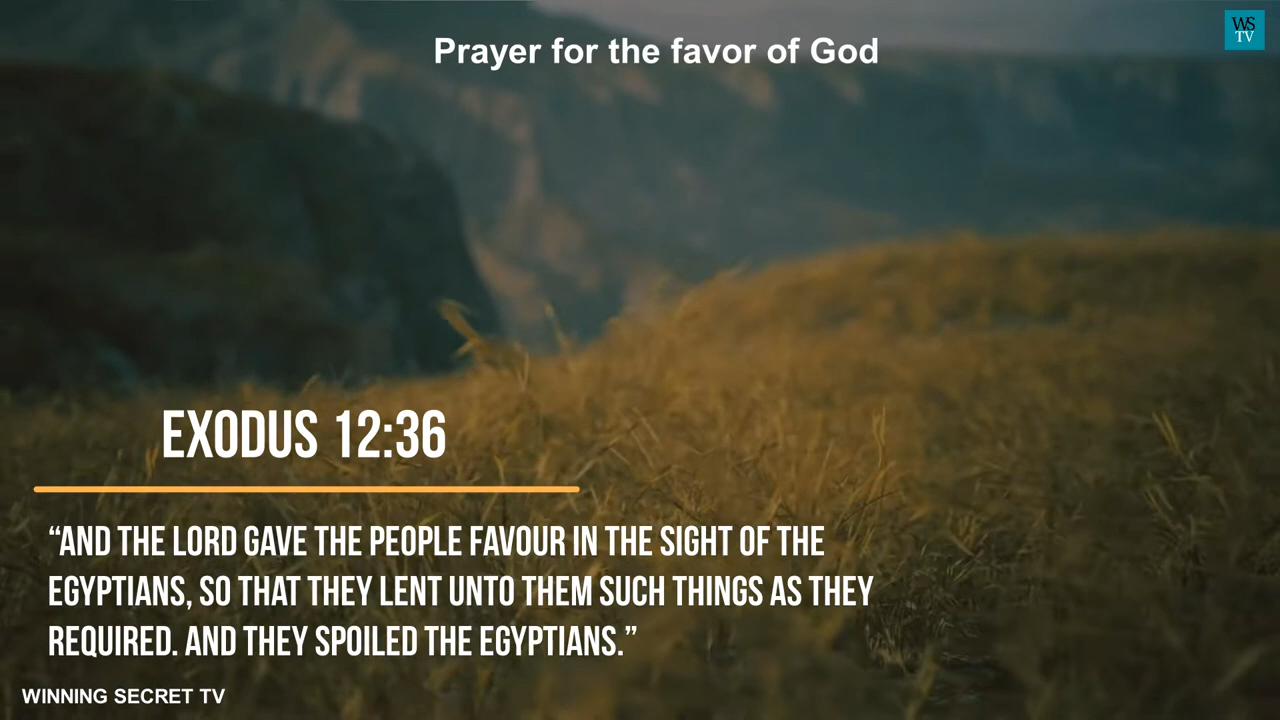 Prayer for the favor of God
WS
TV
EXODUS 12:36
“AND THE LORD GAVE THE PEOPLE FAVOUR IN THE SIGHT OF THE
EGYPTIANS, SO THAT THEY LENT UNTO THEM SUCH THINGS AS THEY
REQUIRED. AND THEY SPOILED THE EGYPTIANS.”
WINNING SECRET TV